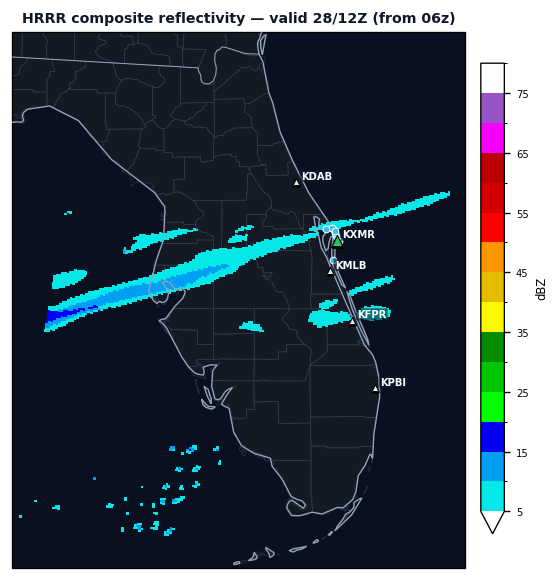 HRRR composite reflectivity — valid 28/12Z (from 06z)
KDAB
KXMR
KMLB
KFPR
KPBI
75
65
55
45
35
25
15
5
dBZ